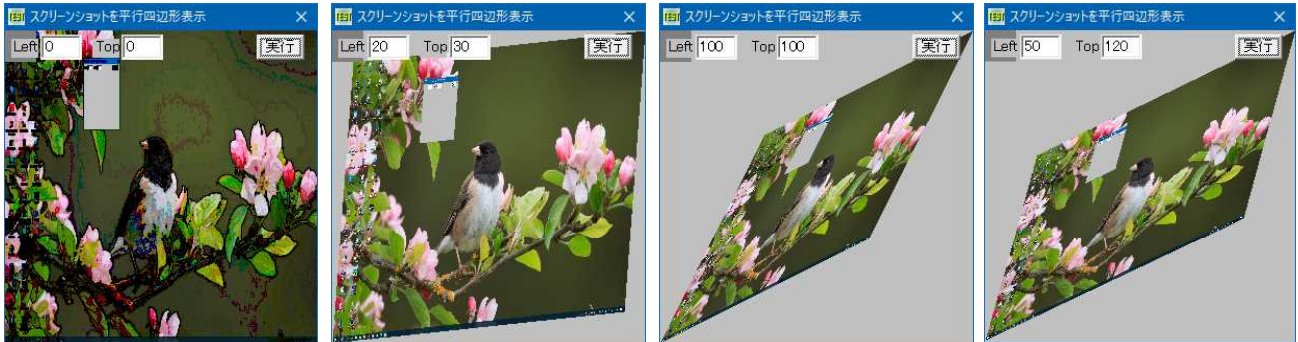 TEST スクリーンショットを平行四辺形表示 ×
Left 0 Top 0 実行
TEST スクリーンショットを平行四辺形表示 ×
Left 20 Top 30 実行
TEST スクリーンショットを平行四辺形表示 ×
Left 100 Top 100 実行
TEST スクリーンショットを平行四辺形表示 ×
Left 50 Top 120 実行